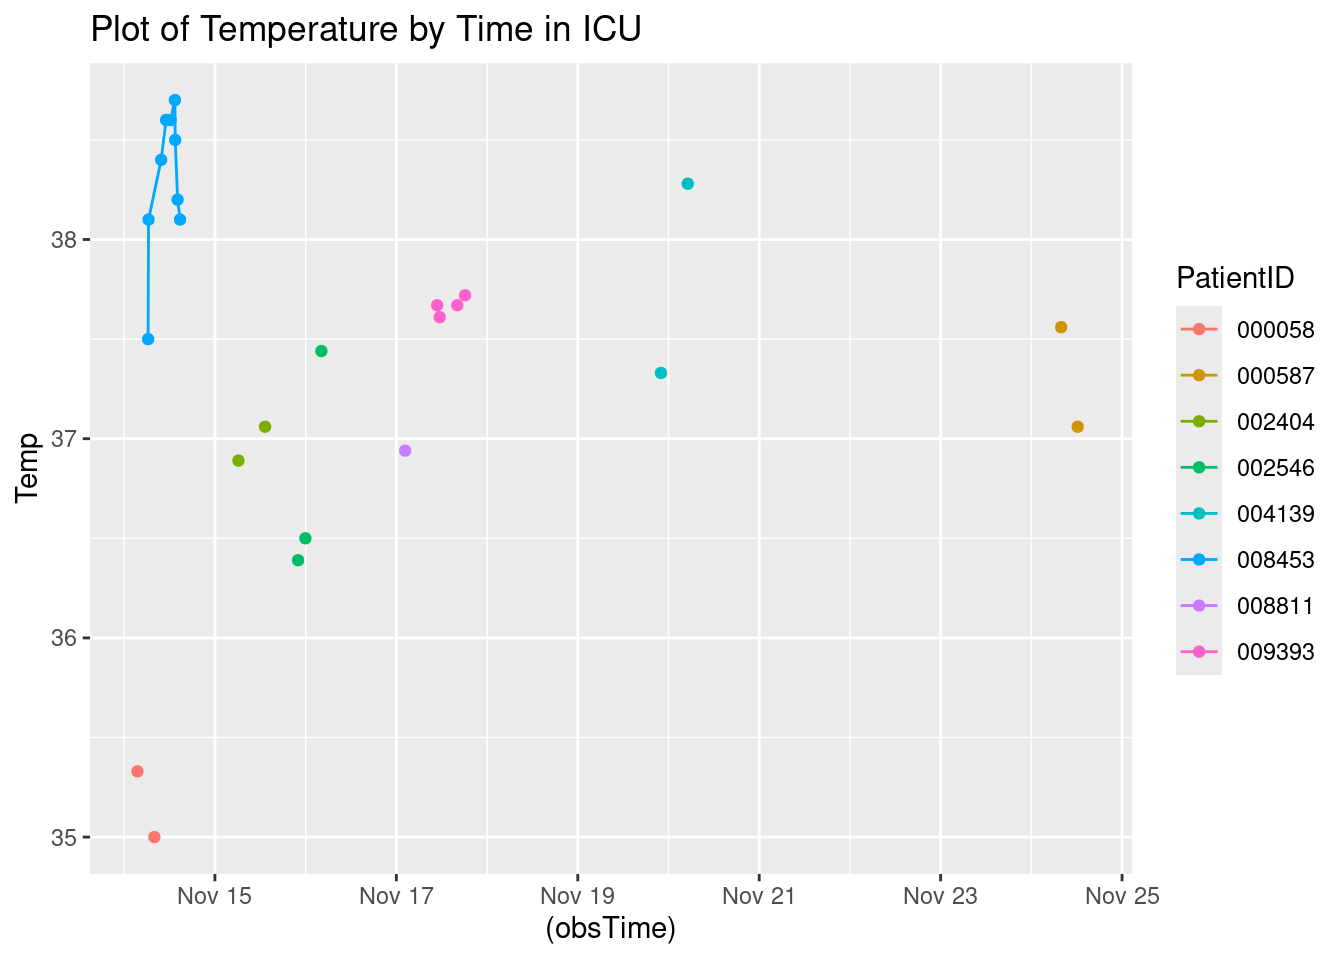 Plot of Temperature by Time in ICU
Temp
38
37
36
35
Nov 15 Nov 17 Nov 19 Nov 21 Nov 23 Nov 25
(obsTime)
PatientID
000058
000587
002404
002546
004139
008453
008811
009393